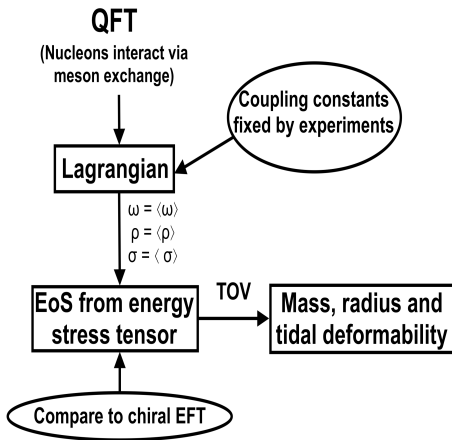 QFT
(Nucleons interact via
meson exchange)
Coupling constants
fixed by experiments
Lagrangian
ω = ⟨ω⟩
ρ = ⟨ρ⟩
σ = ⟨ σ⟩
EoS from energy
stress tensor
TOV
Mass, radius and
tidal deformability
Compare to chiral EFT